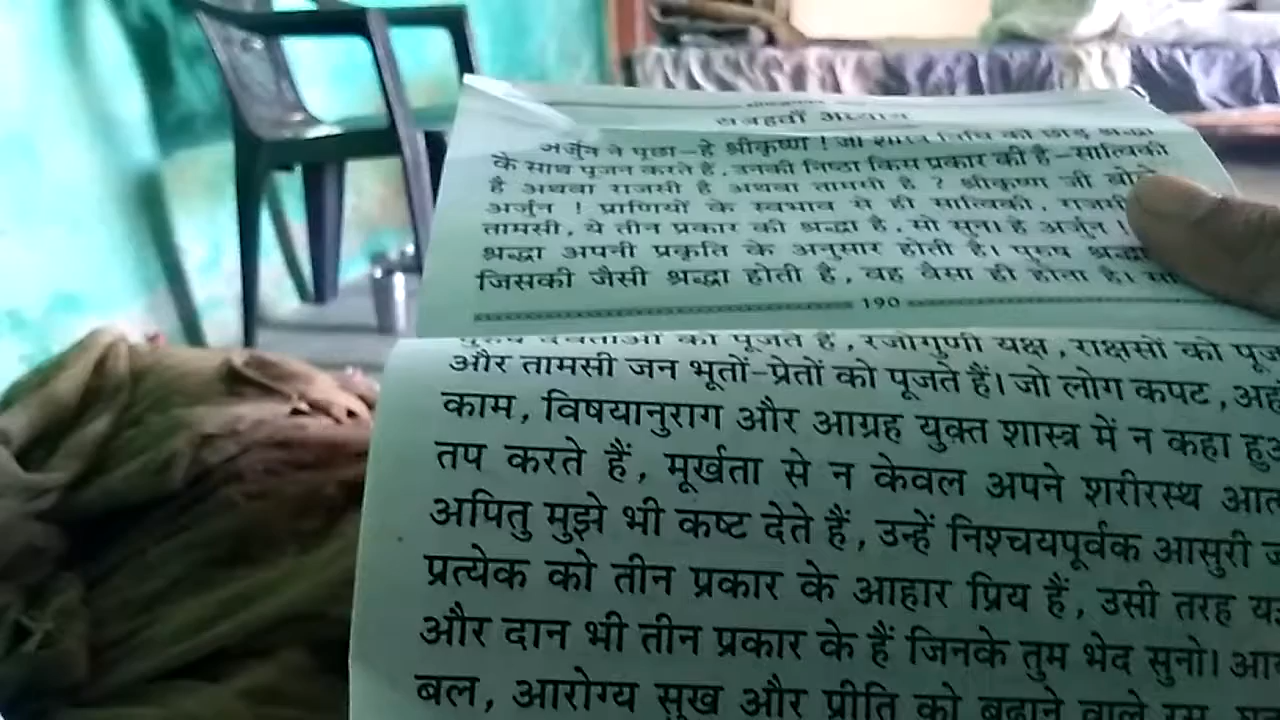 सत्रहवाँ अध्याय
अर्जुन ने पूछा—हे श्रीकृष्ण ! जो शास्त्र विधि को छोड़ श्रद्धा
के साथ पूजन करते हैं, उनकी निष्ठा किस प्रकार की है—सात्विकी
है अथवा राजसी है अथवा तामसी है ? श्रीकृष्ण जी बोले
अर्जुन ! प्राणियों के स्वभाव से ही सात्विकी, राजसी
तामसी, ये तीन प्रकार की श्रद्धा है, सो सुना है अर्जुन !
श्रद्धा अपनी प्रकृति के अनुसार होती है। पुरुष श्रद्धा
जिसकी जैसी श्रद्धा होती है, वह वैसा ही होता है।
190
को पूजते हैं, रजोगुणी यक्ष, राक्षसों को
और तामसी जन भूतों-प्रेतों को पूजते हैं। जो लोग कपट,
काम, विषयानुराग और आग्रह युक्त शास्त्र में न कहा
तप करते हैं, मूर्खता से न केवल अपने शरीरस्थ
अपितु मुझे भी कष्ट देते हैं, उन्हें निश्चयपूर्वक आसुरी
प्रत्येक को तीन प्रकार के आहार प्रिय हैं, उसी तरह
और दान भी तीन प्रकार के हैं जिनके तुम भेद सुनो।
बल, आरोग्य सुख और प्रीति को बढ़ाने वाले